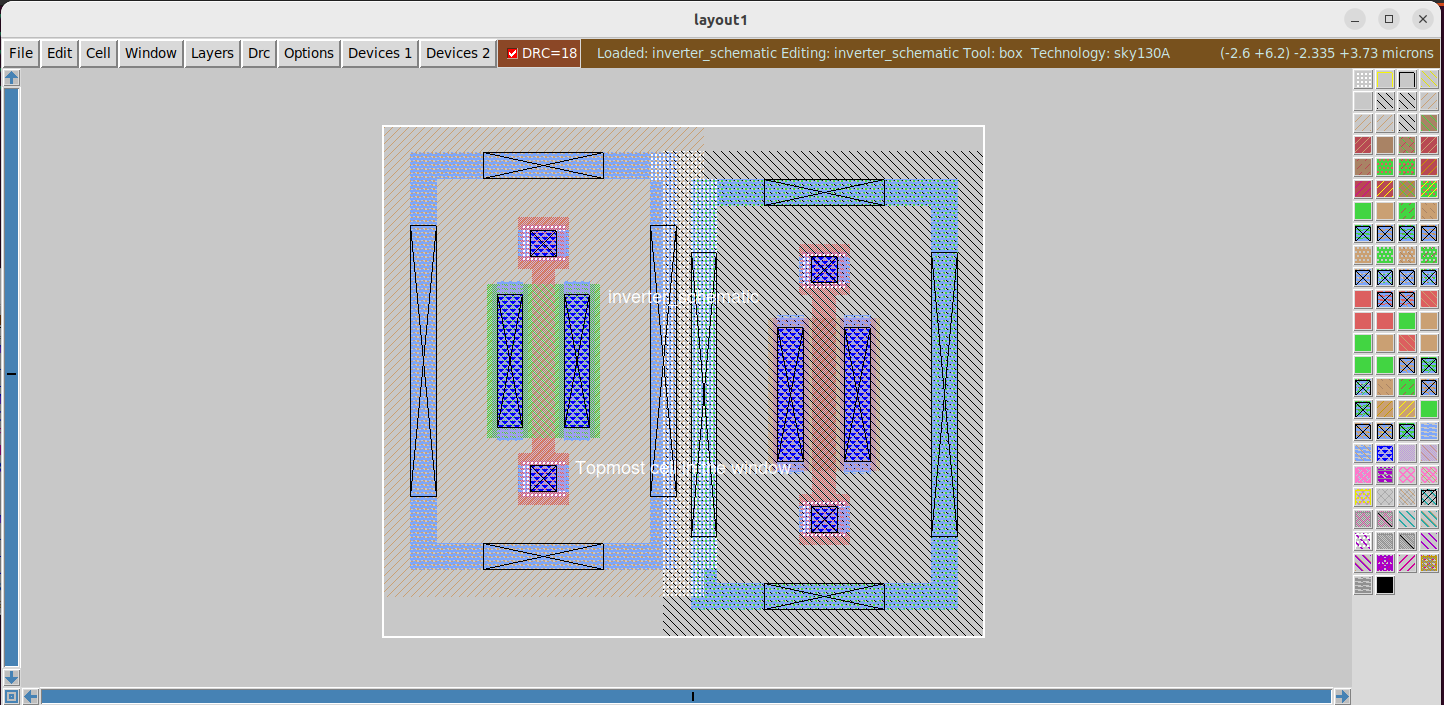 layout1
File Edit Cell Window Layers Drc Options Devices 1 Devices 2 DRC=18 Loaded: inverter_schematic Editing: inverter_schematic Tool: box Technology: sky130A (-2.6 +6.2) -2.335 +3.73 microns
inverter_schematic
Topmost cell in the window